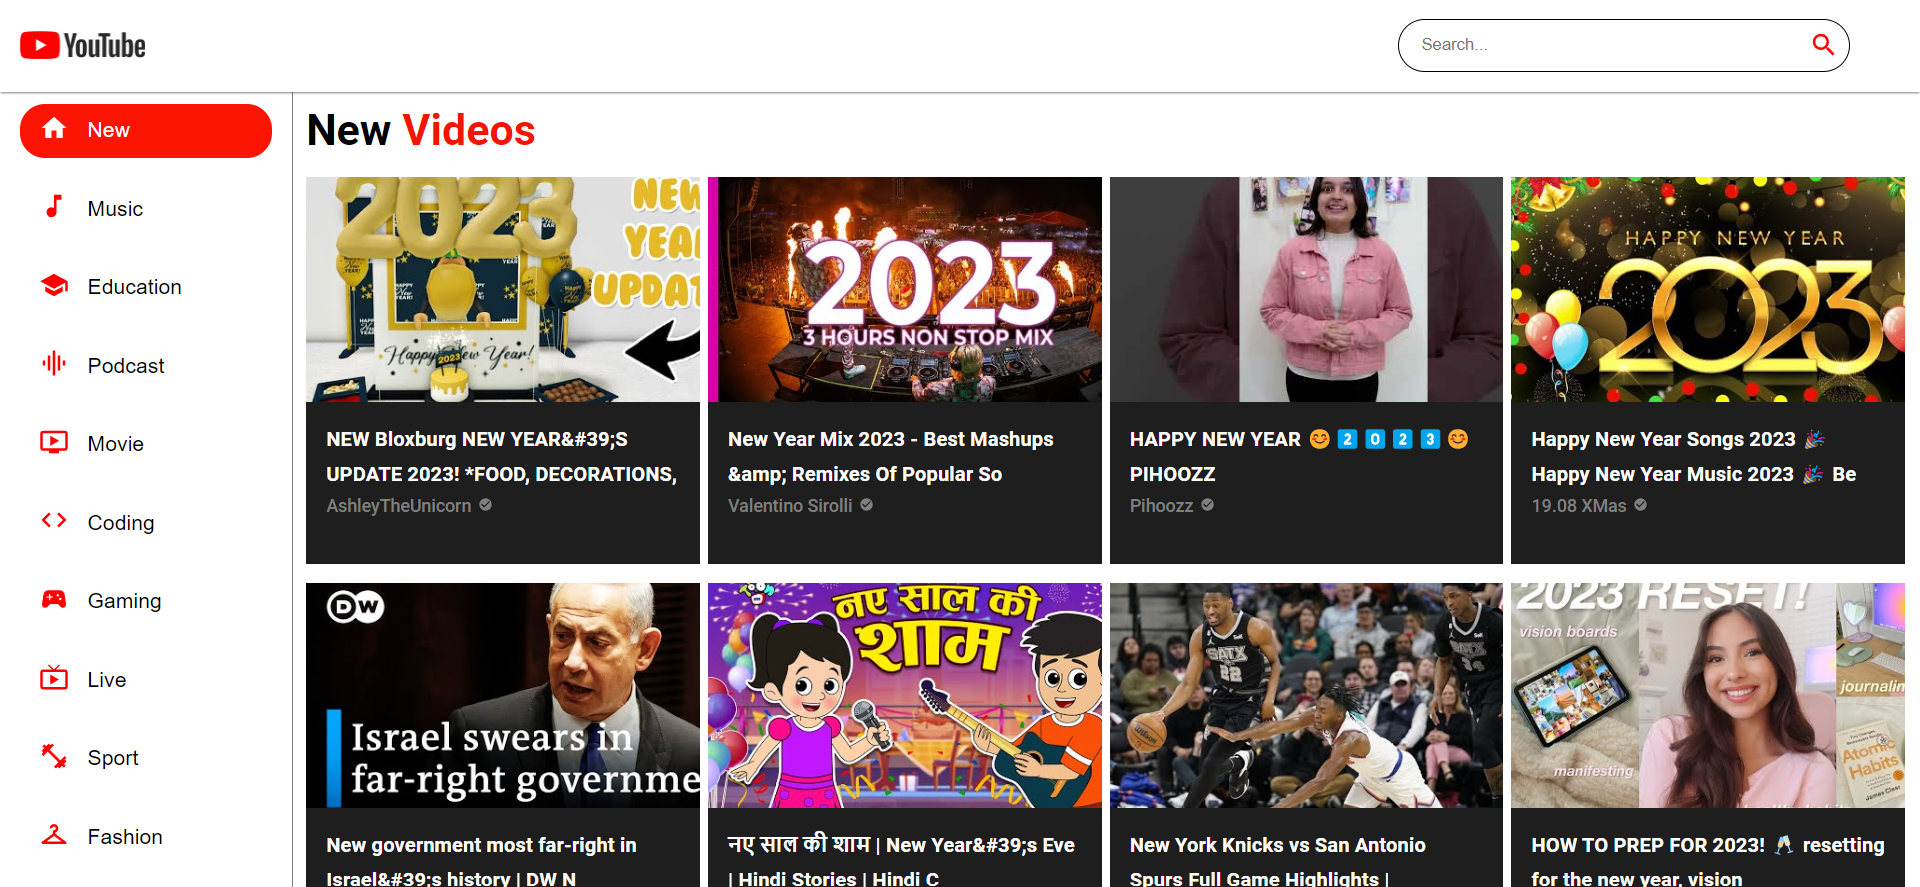 YouTube
Search...
New
Music
Education
Podcast
Movie
Coding
Gaming
Live
Sport
Fashion
New Videos
2023
NEW
YEAR
UPDAT
Happy New Year!
2023
NEW Bloxburg NEW YEAR&#39;S
UPDATE 2023! *FOOD, DECORATIONS,
AshleyTheUnicorn
2023
3 HOURS NON STOP MIX
New Year Mix 2023 - Best Mashups
&amp; Remixes Of Popular So
Valentino Sirolli
HAPPY NEW YEAR 😊 2️⃣ 0️⃣ 2️⃣ 3️⃣ 😊
PIHOOZZ
Pihoozz
HAPPY NEW YEAR
2023
Happy New Year Songs 2023 🎉
Happy New Year Music 2023 🎉 Be
19.08 XMas
DW
Israel swears in
far-right governme
New government most far-right in
Israel&#39;s history | DW N
नए साल की
शाम
नए साल की शाम | New Year&#39;s Eve
| Hindi Stories | Hindi C
SATX
22
24
New York Knicks vs San Antonio
Spurs Full Game Highlights |
2023 RESET!
vision boards
journalin
manifesting
Atomic
Habits
James Clear
HOW TO PREP FOR 2023! 🥂 resetting
for the new year, vision